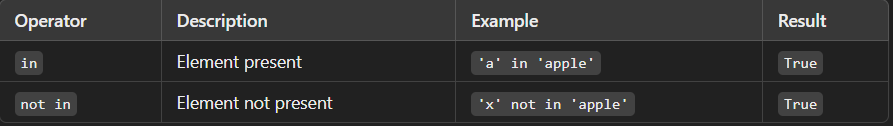 Operator Description Example Result
in Element present 'a' in 'apple' True
not in Element not present 'x' not in 'apple' True